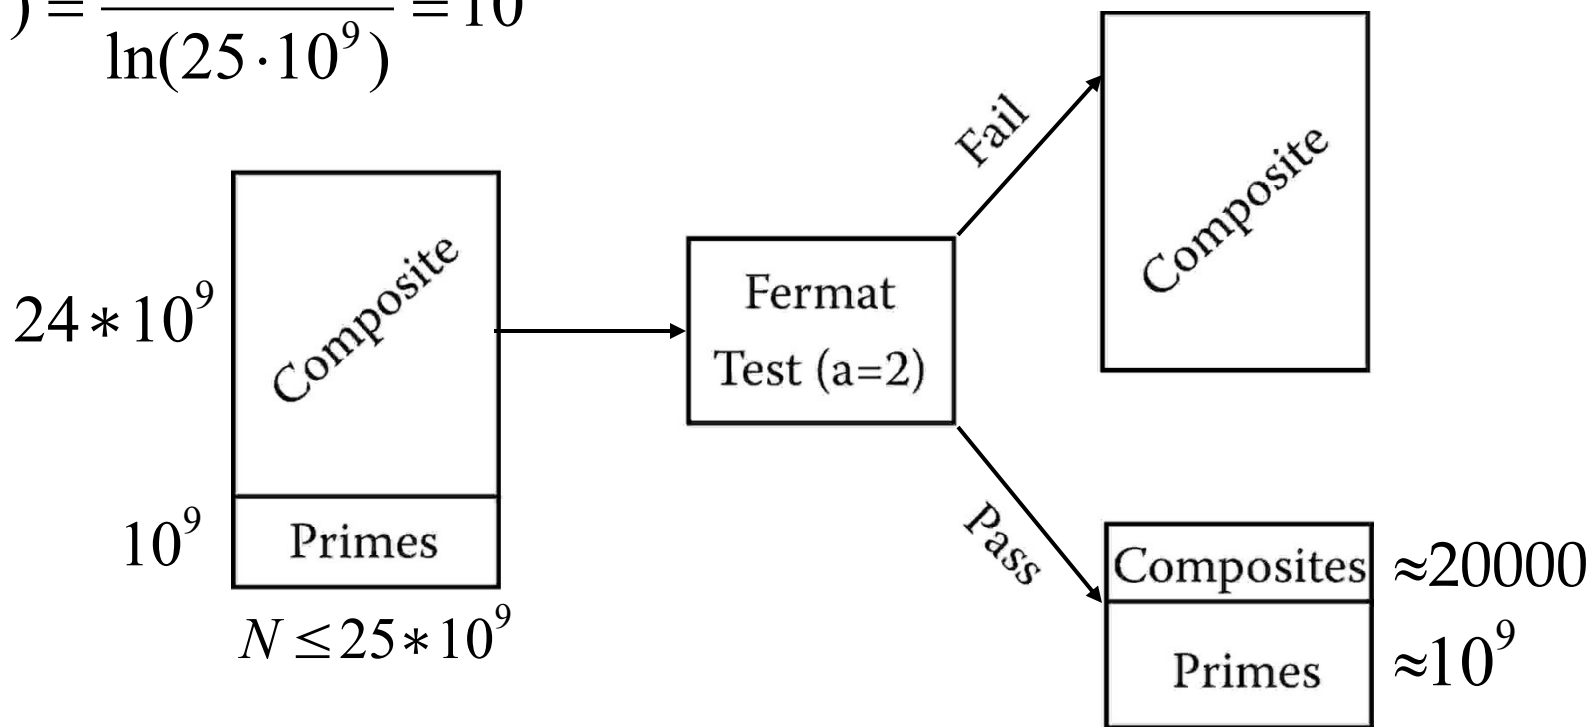 ) = ――― = 10
ln(25·10⁹)
Fail
Composite
Composite
24*10⁹
Fermat
Test (a=2)
10⁹
Primes
N ≤ 25*10⁹
Pass
Composites
≈20000
Primes
≈10⁹